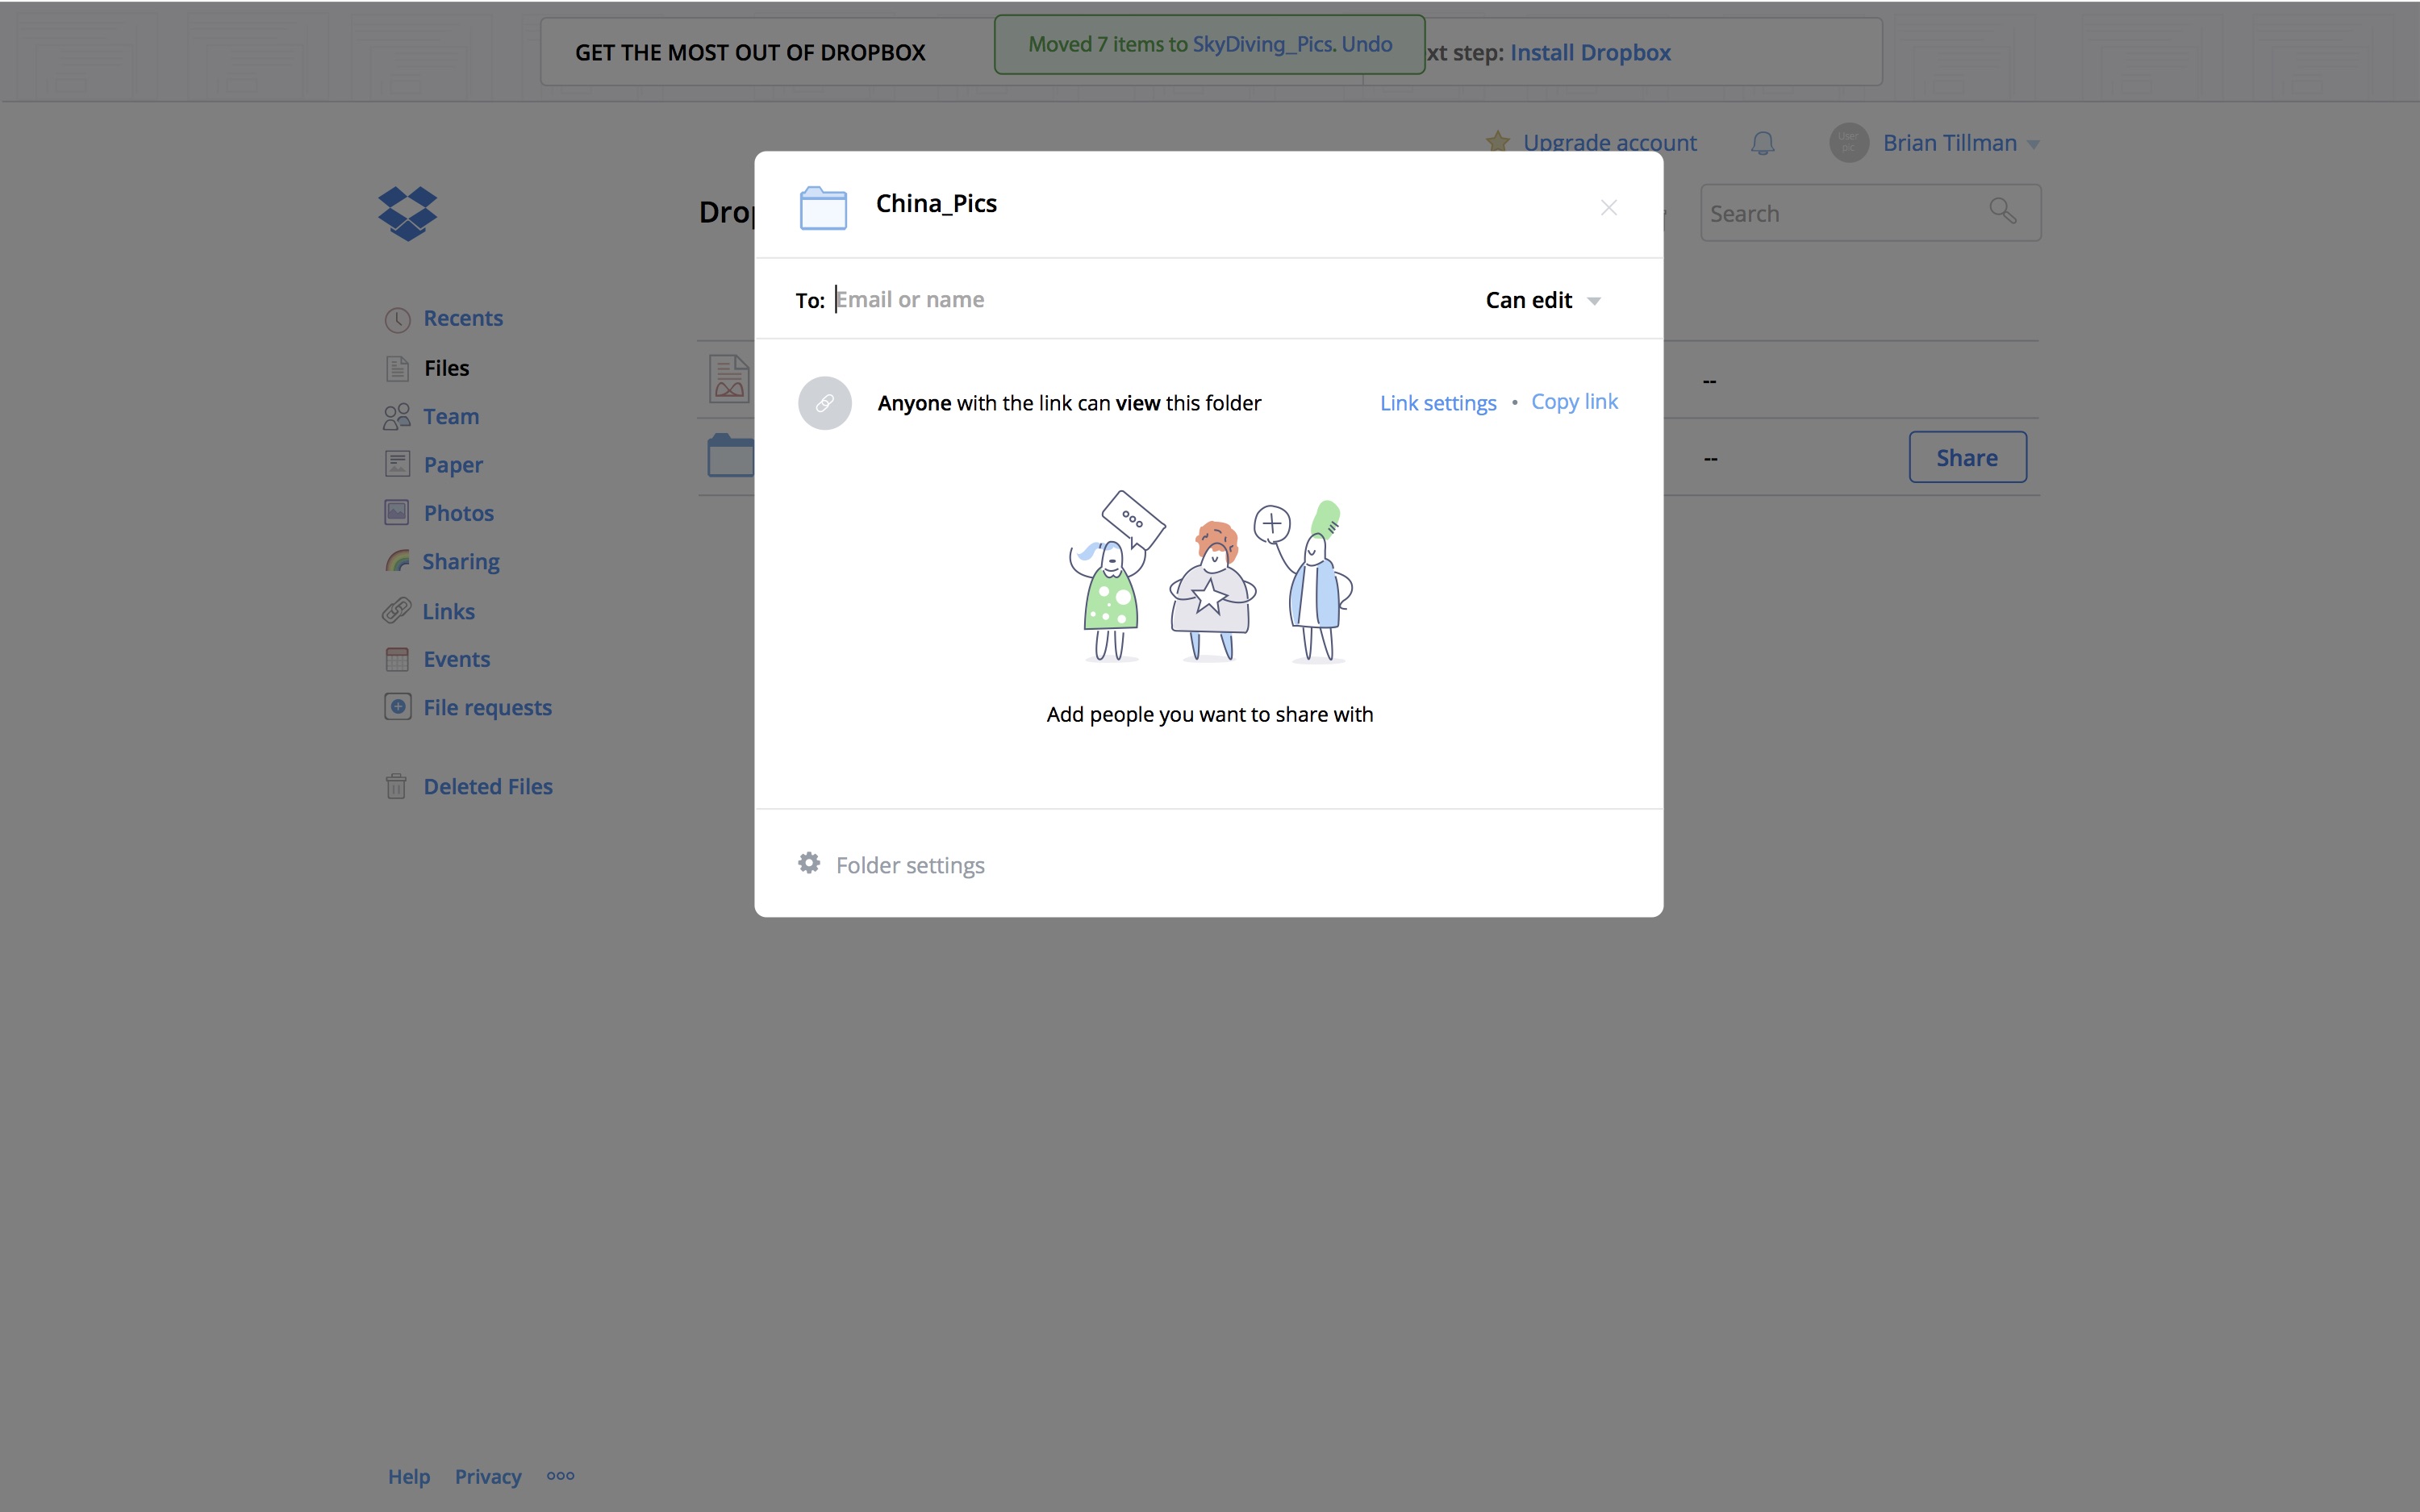 GET THE MOST OUT OF DROPBOX
Moved 7 items to SkyDiving_Pics. Undo
xt step: Install Dropbox
Upgrade account
User pic
Brian Tillman
Drop
Search
China_Pics
To: Email or name
Can edit
Anyone with the link can view this folder
Link settings • Copy link
Add people you want to share with
Folder settings
--
--
Share
Recents
Files
Team
Paper
Photos
Sharing
Links
Events
File requests
Deleted Files
Help
Privacy